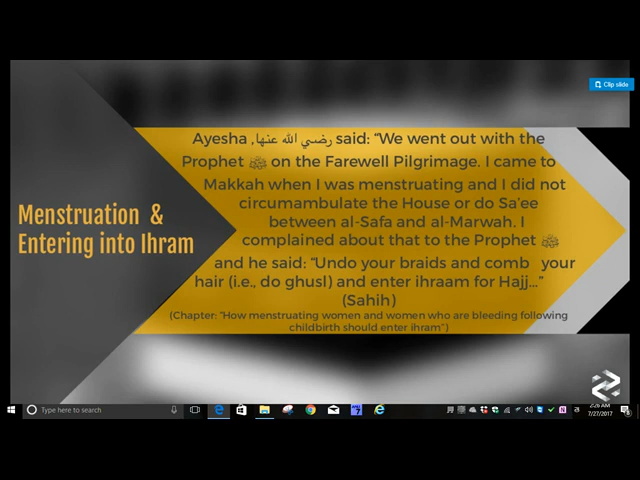 Clip slide
Menstruation &
Entering into Ihram
Ayesha رضي الله عنها, said: “We went out with the
Prophet ﷺ on the Farewell Pilgrimage. I came to
Makkah when I was menstruating and I did not
circumambulate the House or do Sa'ee
between al-Safa and al-Marwah. I
complained about that to the Prophet ﷺ
and he said: “Undo your braids and comb your
hair (i.e., do ghusl) and enter ihraam for Hajj...”
(Sahih)
(Chapter: “How menstruating women and women who are bleeding following
childbirth should enter ihram”)
Type here to search
2:26 AM
7/27/2017